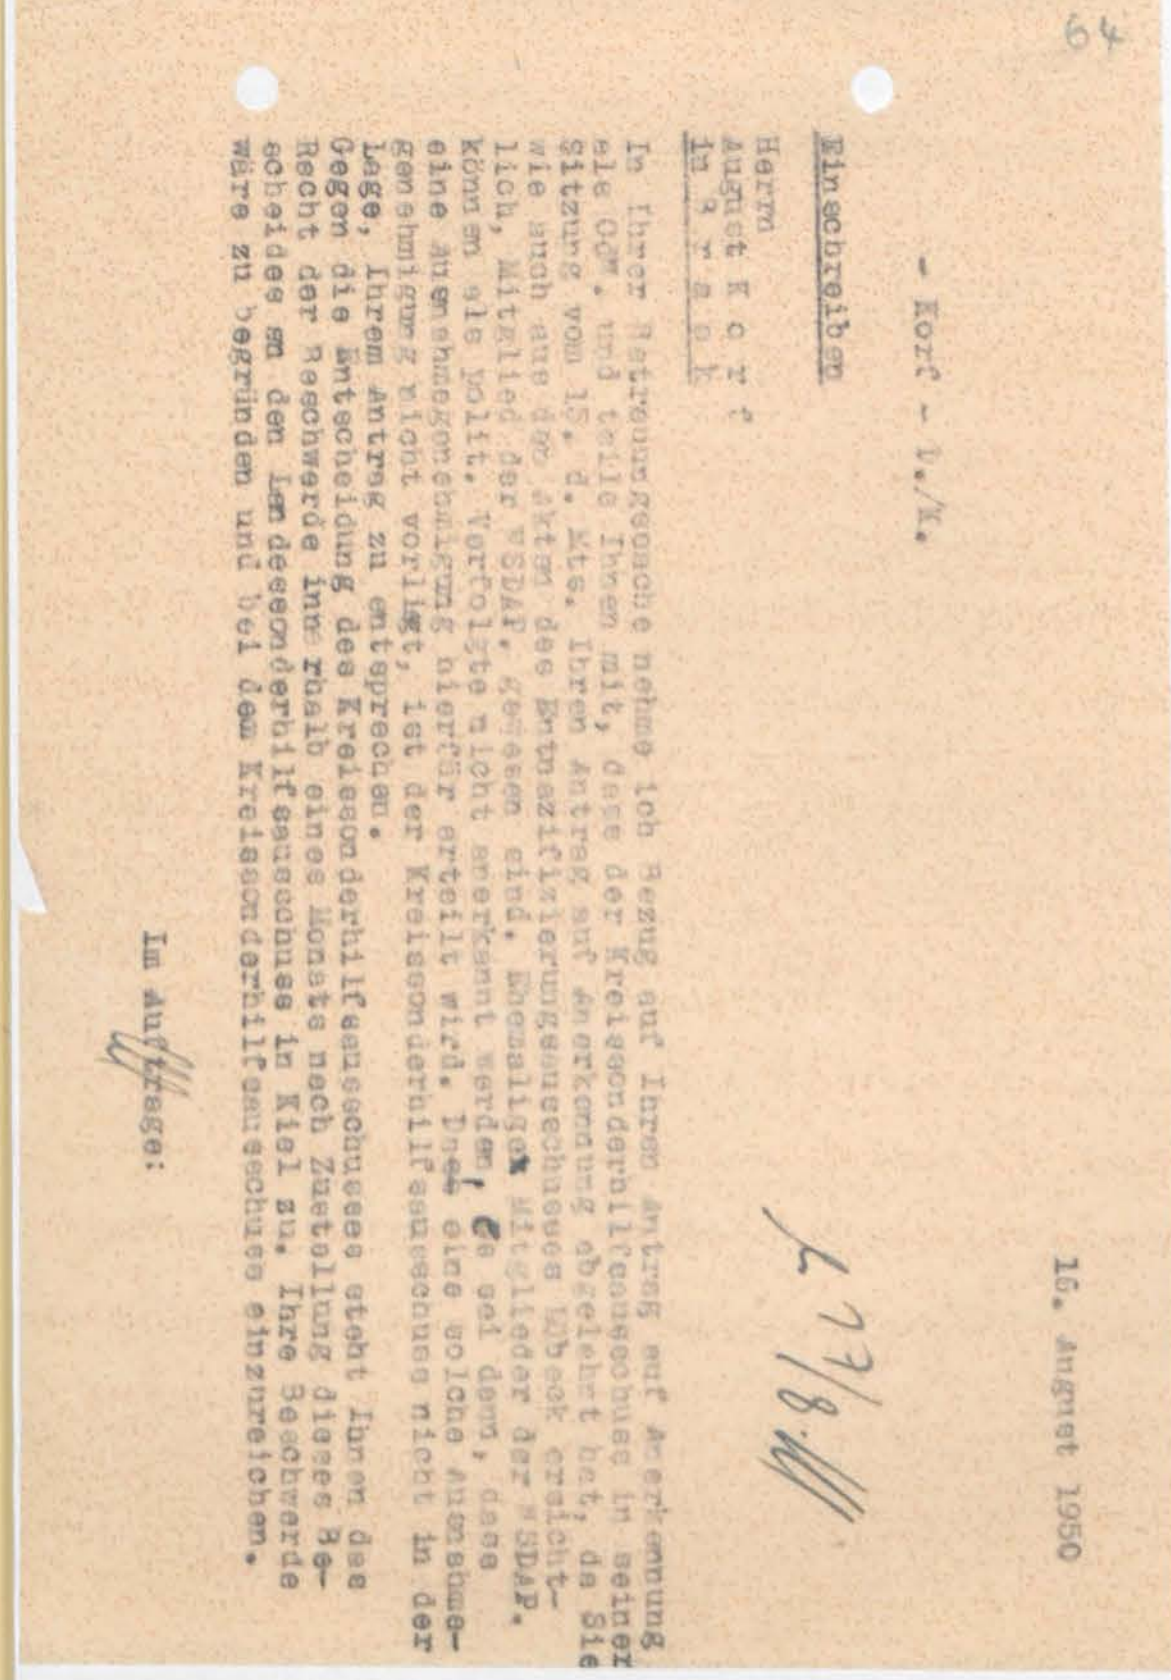 64
16. August 1950
- Korf - D./K.
Einschreiben
Herrn
August K o r f
in B r a a k
In Ihrer Betreuungssache nehme ich Bezug auf Ihren Antrag auf Anerkennung
als OdN. und teile Ihnen mit, dass der Kreissonderhilfsausschuss in seiner
Sitzung vom 15. d. Mts. Ihren Antrag auf Anerkennung abgelehnt hat, da Sie
wie auch aus den Akten des Entnazifizierungsausschusses Lübeck ersicht-
lich, Mitglied der NSDAP. gewesen sind. Ehemaligen Mitglieder der NSDAP.
können als polit. Verfolgte nicht anerkannt werden, es sei denn, dass
eine Ausnahmegenehmigung hierfür erteilt wird. Das eine solche Ausnahme-
genehmigung nicht vorliegt, ist der Kreissonderhilfsausschuss nicht in der
Lage, Ihrem Antrag zu entsprechen.
Gegen die Entscheidung des Kreissonderhilfsausschusses steht Ihnen das
Recht der Beschwerde innerhalb eines Monats nach Zustellung dieses Be-
scheides an den Landessonderhilfsausschuss in Kiel zu. Ihre Beschwerde
wäre zu begründen und bei dem Kreissonderhilfsausschuss einzureichen.
Im Auftrage: